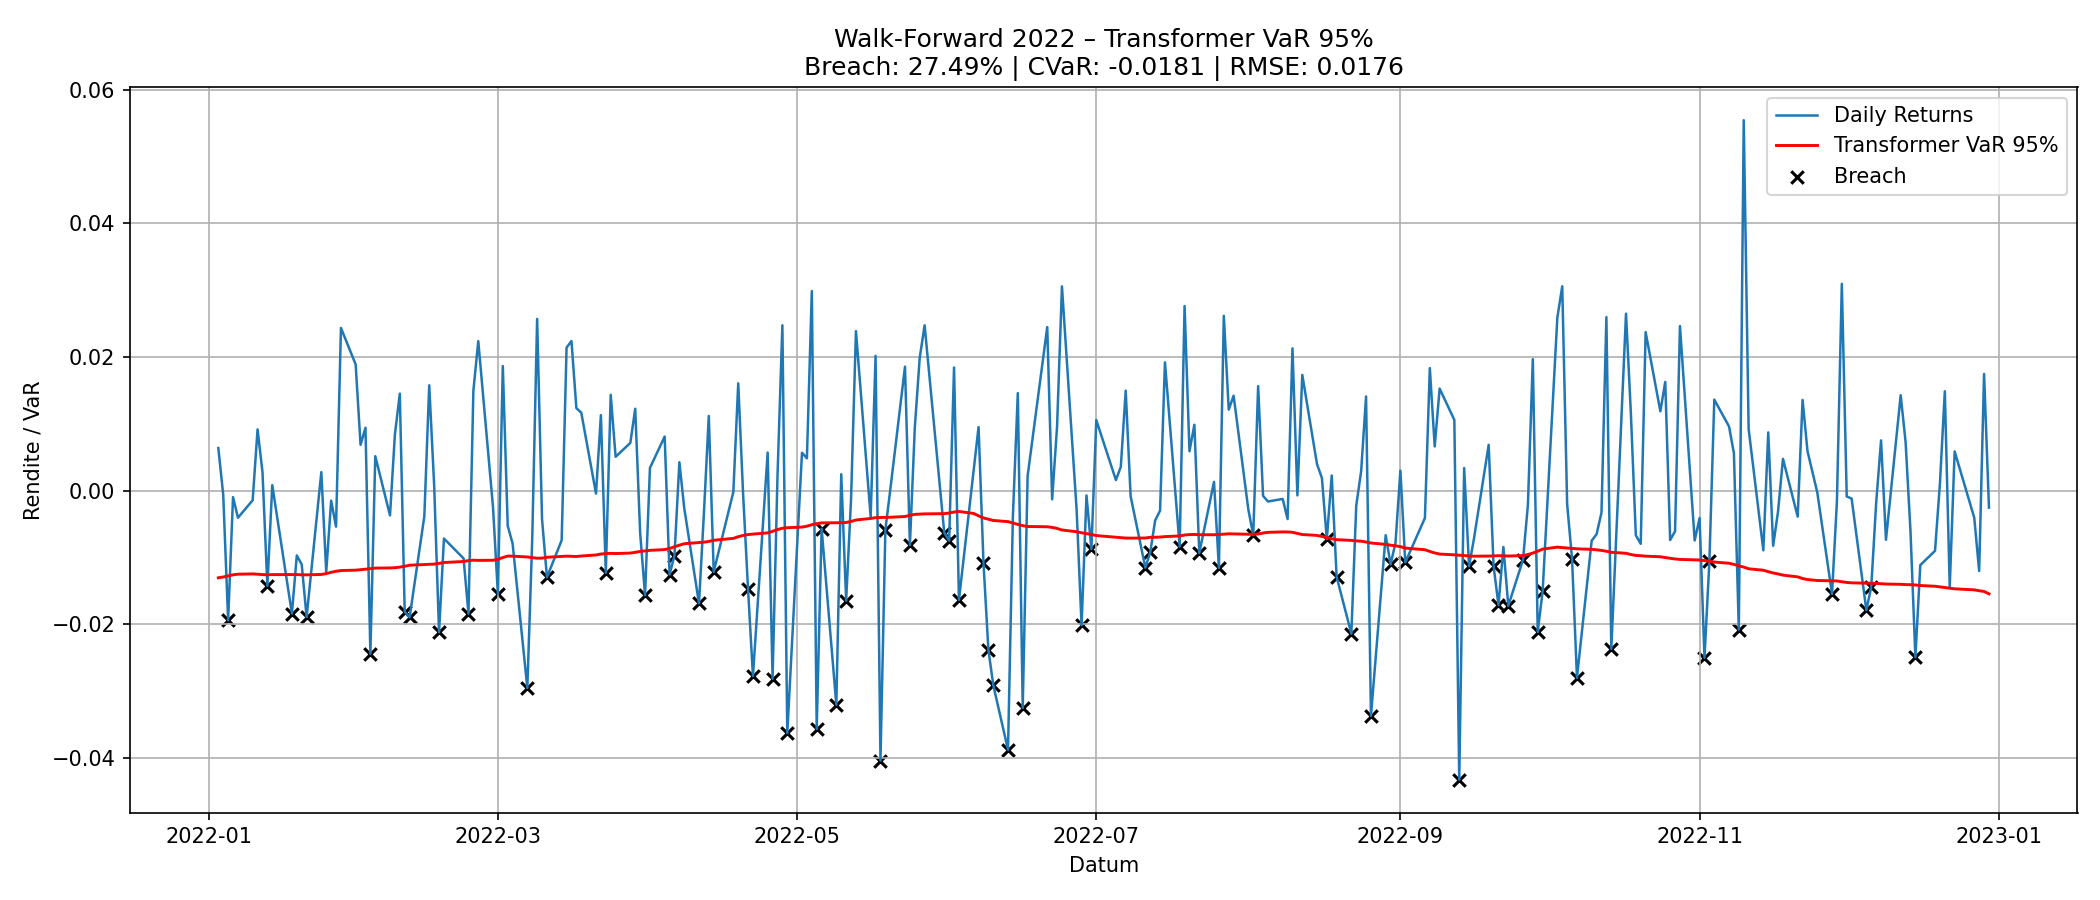 Walk-Forward 2022 – Transformer VaR 95%
Breach: 27.49% | CVaR: -0.0181 | RMSE: 0.0176
Daily Returns
Transformer VaR 95%
Breach
Rendite / VaR
0.06
0.04
0.02
0.00
−0.02
−0.04
2022-01 2022-03 2022-05 2022-07 2022-09 2022-11 2023-01
Datum